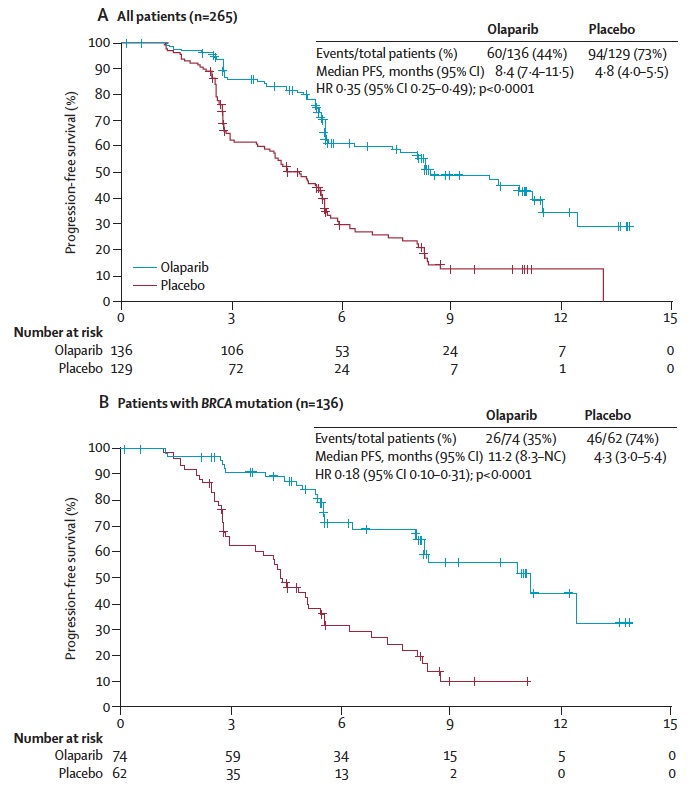 A All patients (n=265)
Olaparib Placebo
Events/total patients (%) 60/136 (44%) 94/129 (73%)
Median PFS, months (95% CI) 8·4 (7·4–11·5) 4·8 (4·0–5·5)
HR 0·35 (95% CI 0·25–0·49); p<0·0001
Progression-free survival (%)
100
90
80
70
60
50
40
30
20
10
0
Olaparib
Placebo
0 3 6 9 12 15
Number at risk
Olaparib 136 106 53 24 7 0
Placebo 129 72 24 7 1 0
B Patients with BRCA mutation (n=136)
Olaparib Placebo
Events/total patients (%) 26/74 (35%) 46/62 (74%)
Median PFS, months (95% CI) 11·2 (8·3–NC) 4·3 (3·0–5·4)
HR 0·18 (95% CI 0·10–0·31); p<0·0001
Progression-free survival (%)
100
90
80
70
60
50
40
30
20
10
0
0 3 6 9 12 15
Number at risk
Olaparib 74 59 34 15 5 0
Placebo 62 35 13 2 0 0